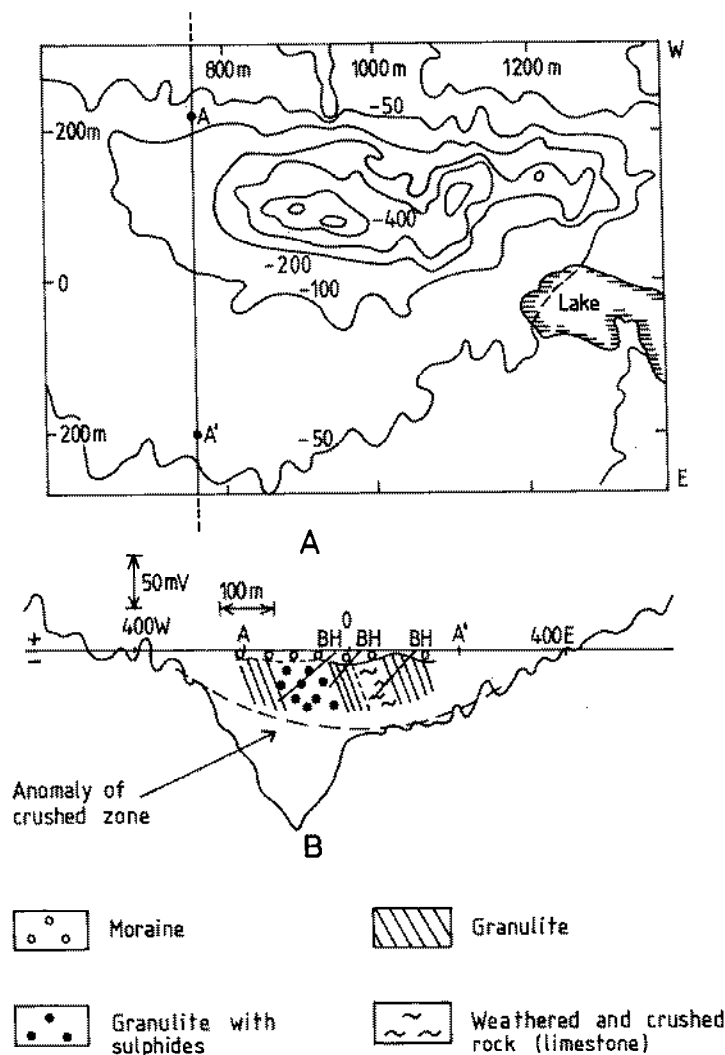 W
800m 1000m 1200m
-50
A
200m
-400
-200
-100
0
Lake
200m
A'
-50
E
A
50mV
100m
400W
A
BH
0
BH
BH
A'
400E
+
-
Anomaly of
crushed zone
B
Moraine
Granulite
Granulite with
sulphides
Weathered and crushed
rock (limestone)